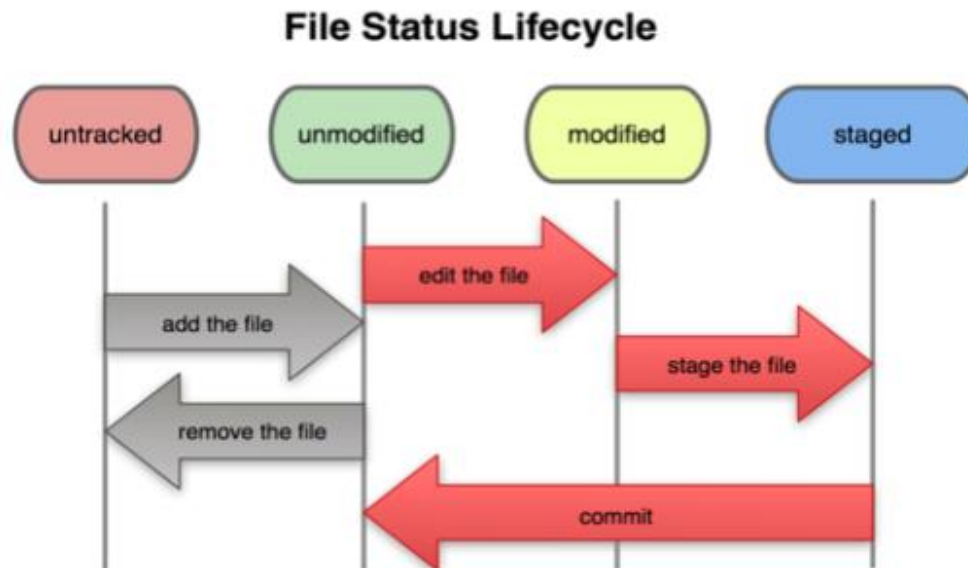 File Status Lifecycle
untracked
unmodified
modified
staged
edit the file
add the file
stage the file
remove the file
commit